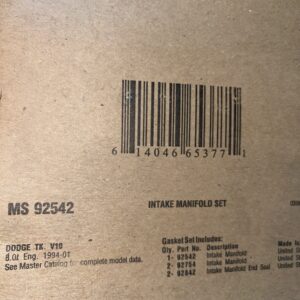 6 14046 65377 1
MS 92542
INTAKE MANIFOLD SET
DODGE TK. V10
8.0L Eng. 1994-01
See Master Catalog for complete model data.
Gasket Set Includes:
Qty. Part No. Description
1- 92542 Intake Manifold
2- 92754 Intake Manifold
2- 92842 Intake Manifold End Seal
Made in
United
United
United